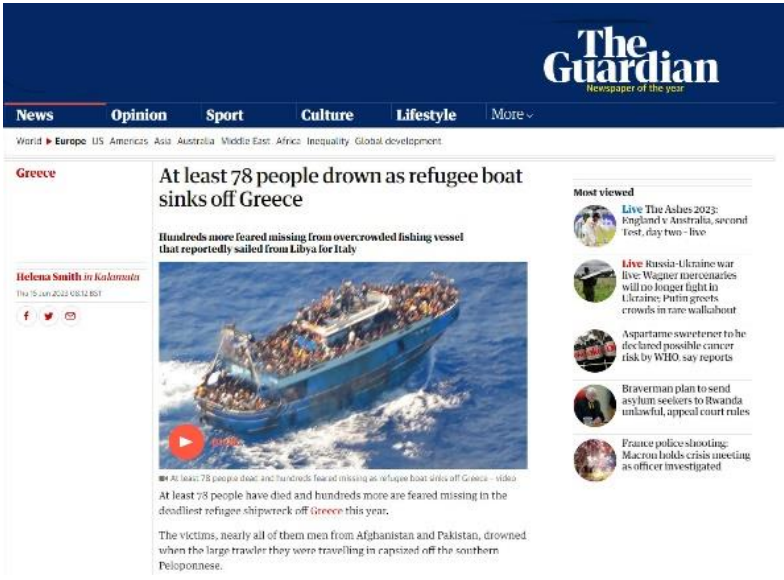 The
Guardian
Newspaper of the year
News Opinion Sport Culture Lifestyle More
World Europe US Americas Asia Australia Middle East Africa Inequality Global development
Greece
At least 78 people drown as refugee boat
sinks off Greece
Hundreds more feared missing from overcrowded fishing vessel
that reportedly sailed from Libya for Italy
Helena Smith in Kalamata
Thu 15 Jun 2023 08.12 BST
At least 78 people dead and hundreds feared missing as refugee boat sinks off Greece – video
At least 78 people have died and hundreds more are feared missing in the
deadliest refugee shipwreck off Greece this year.
The victims, nearly all of them men from Afghanistan and Pakistan, drowned
when the large trawler they were travelling in capsized off the southern
Peloponnese.
Most viewed
Live The Ashes 2023:
England v Australia, second
Test, day two – live
Live Russia-Ukraine war
live: Wagner mercenaries
will no longer fight in
Ukraine; Putin greets
crowds in rare walkabout
Aspartame sweetener to be
declared possible cancer
risk by WHO, say reports
Braverman plan to send
asylum seekers to Rwanda
unlawful, appeal court rules
France police shooting:
Macron holds crisis meeting
as officer investigated